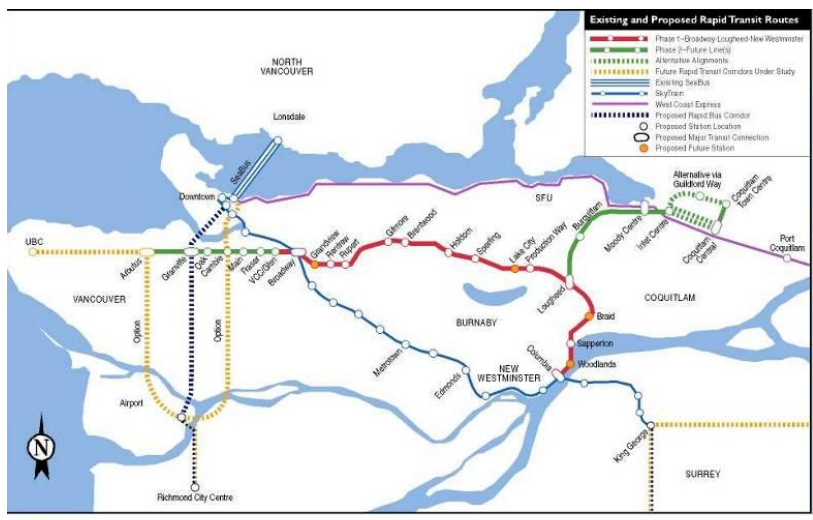 Existing and Proposed Rapid Transit Routes
Phase 1–Broadway-Lougheed-New Westminster
Phase 2–Future Line(s)
Alternative Alignments
Future Rapid Transit Corridors Under Study
Exisiting SeaBus
SkyTrain
West Coast Express
Proposed Rapid Bus Corridor
Proposed Station Location
Proposed Major Transit Connection
Proposed Future Station
NORTH
VANCOUVER
Lonsdale
SeaBus
Downtown
SFU
Alternative via
Guildford Way
Coquitlam
Town Centre
Moody Centre
Inlet Centre
Coquitlam
Central
Port
Coquitlam
UBC
Arbutus
Granville
Oak
Cambie
Main
Fraser
VCC/Glen
Broadway
Grandview
Renfrew
Rupert
Gilmore
Brentwood
Holdom
Sperling
Lake City
Production Way
Burquitlam
Lougheed
VANCOUVER
BURNABY
COQUITLAM
Braid
Sapperton
Woodlands
Columbia
NEW
WESTMINSTER
Metrotown
Edmonds
Option
Option
Airport
Richmond City Centre
King George
SURREY
N